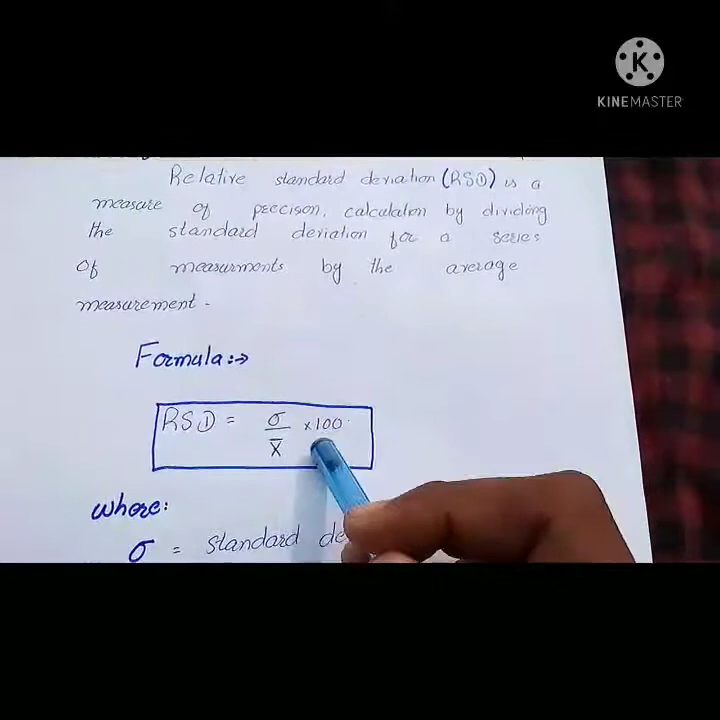 K
KINEMASTER
Relative standard deviation (RSD) is a
measure of precison, calculation by dividing
the standard deviation for a series
of measurments by the average
measurement.
Formula:→
RSD = σ/x̅ ×100
where:
σ = standard de